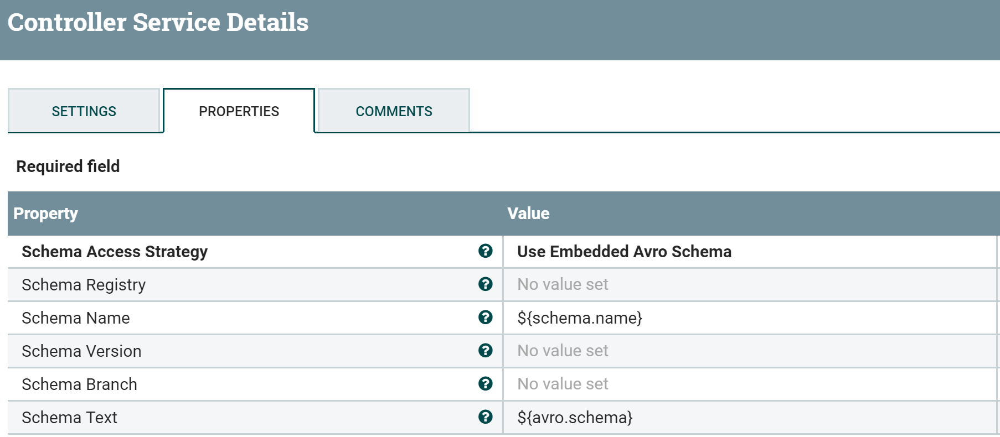 Controller Service Details
SETTINGS PROPERTIES COMMENTS
Required field
Property Value
Schema Access Strategy ? Use Embedded Avro Schema
Schema Registry ? No value set
Schema Name ? ${schema.name}
Schema Version ? No value set
Schema Branch ? No value set
Schema Text ? ${avro.schema}